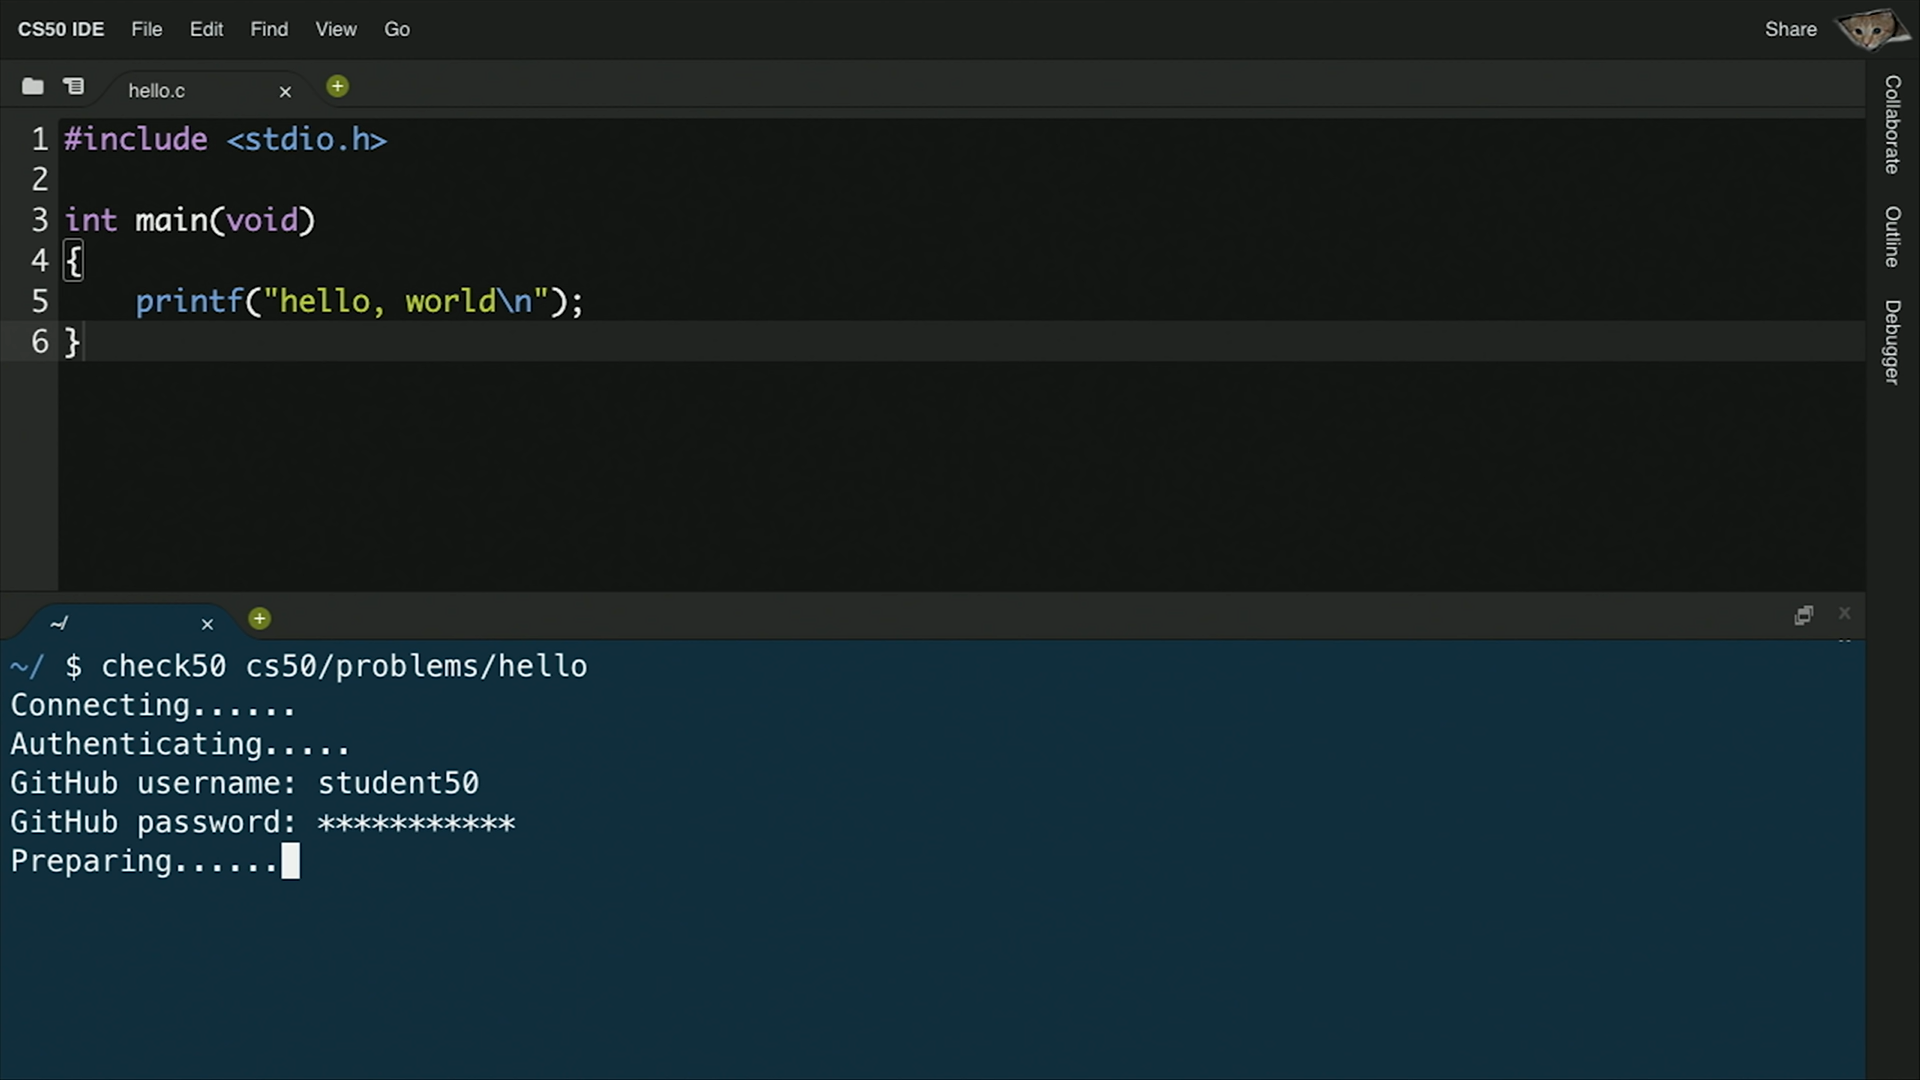 CS50 IDE File Edit Find View Go Share
hello.c
1 #include <stdio.h>
2
3 int main(void)
4 {
5     printf("hello, world\n");
6 }
Collaborate
Outline
Debugger
~/
~/ $ check50 cs50/problems/hello
Connecting......
Authenticating.....
GitHub username: student50
GitHub password: ***********
Preparing......